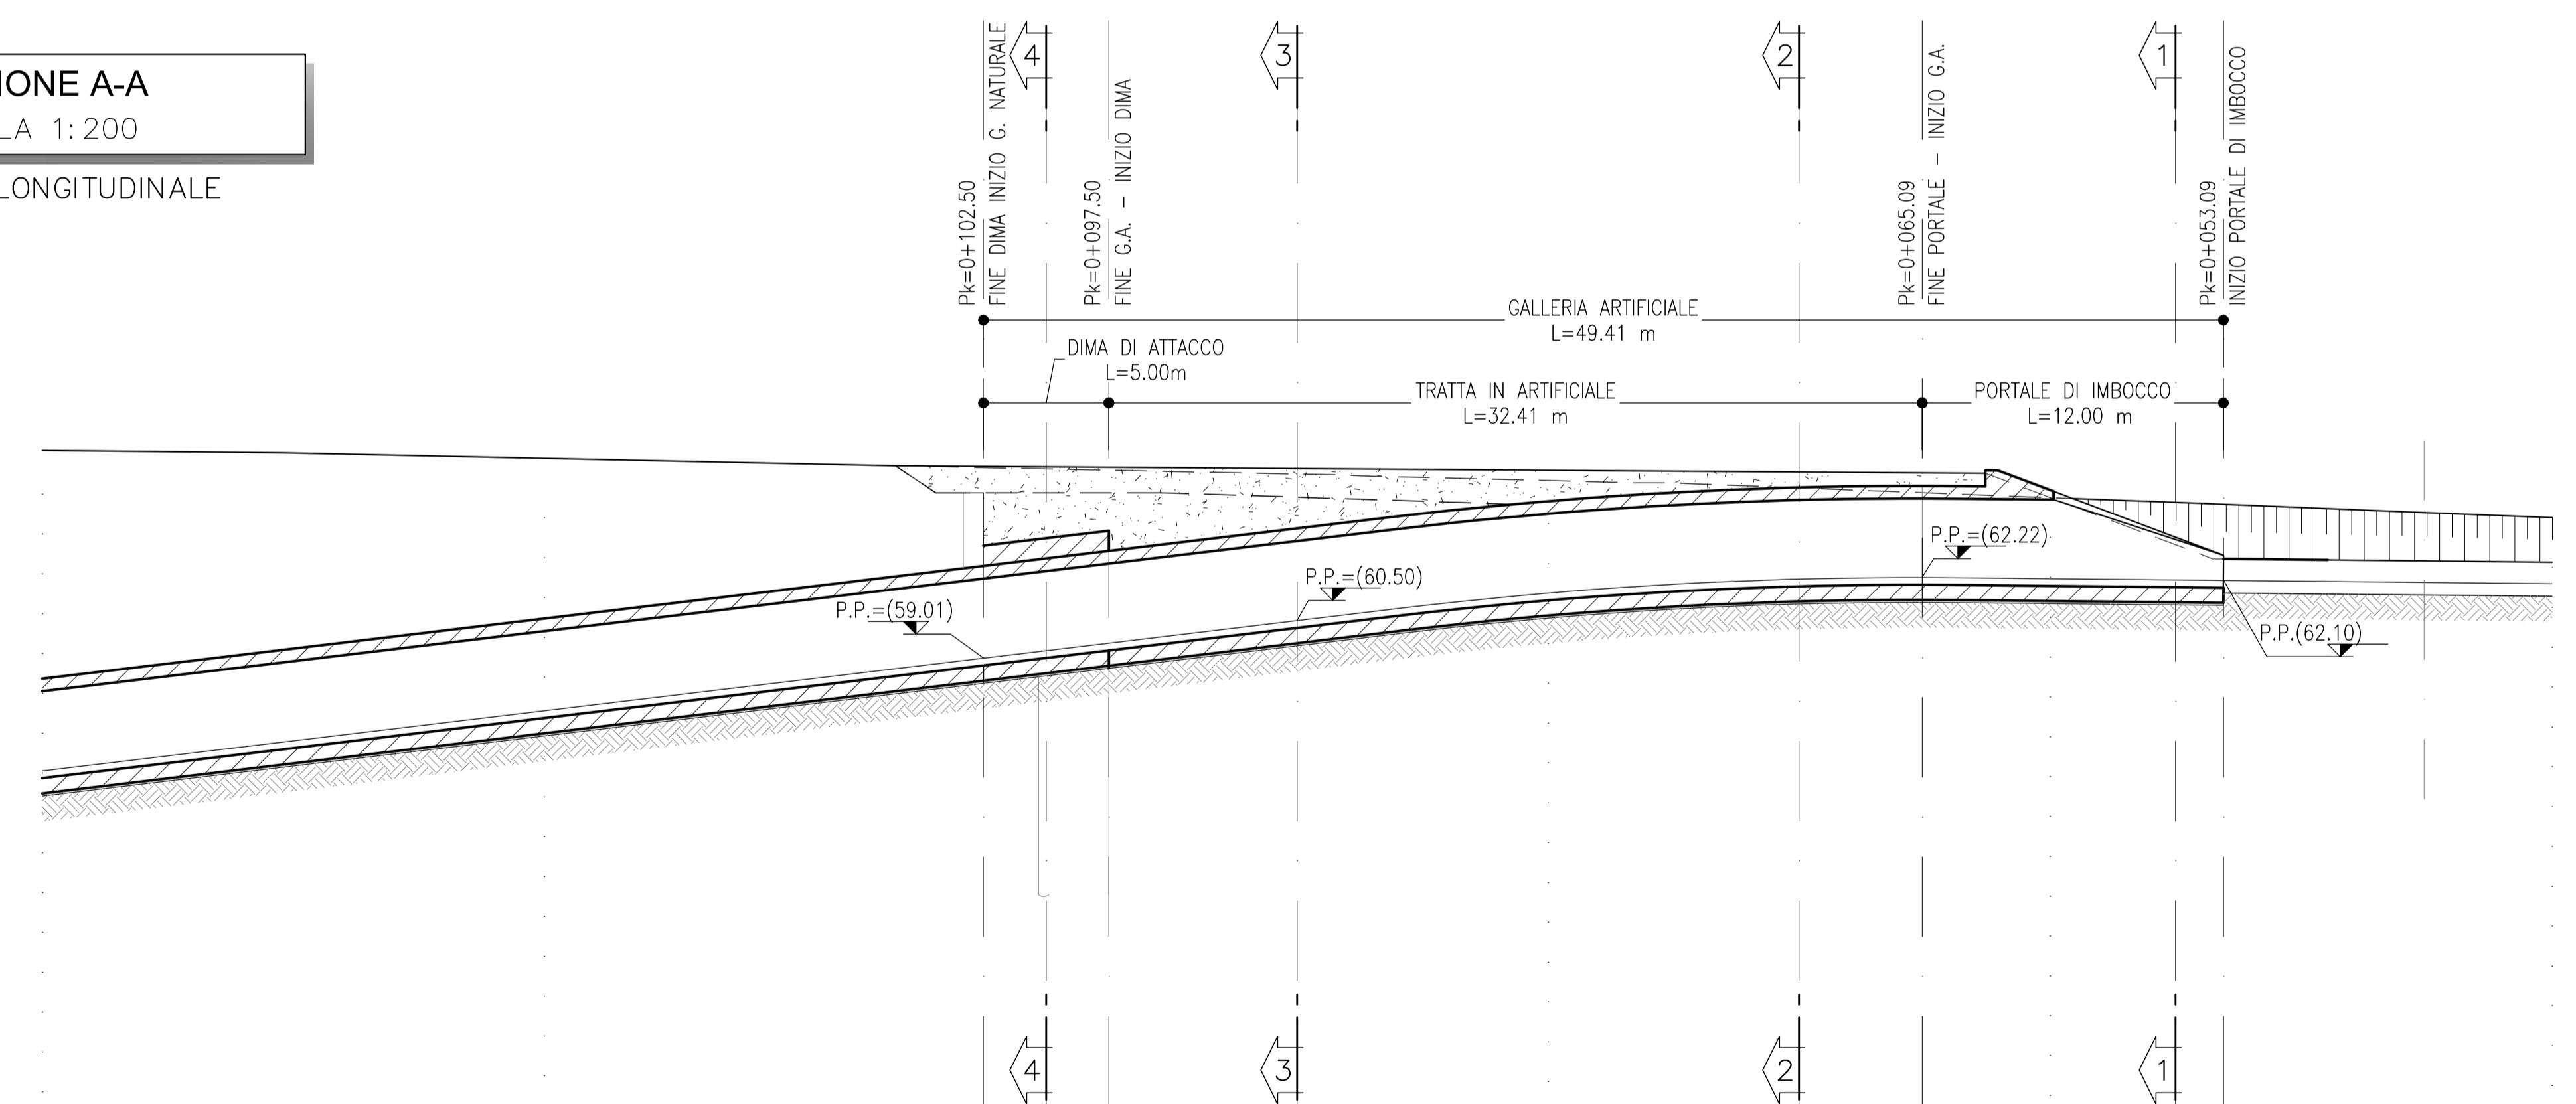 IONE A-A
LA 1:200
LONGITUDINALE
4
3
2
1
Pk=0+102.50
FINE DIMA INIZIO G. NATURALE
Pk=0+097.50
FINE G.A. - INIZIO DIMA
Pk=0+065.09
FINE PORTALE - INIZIO G.A.
Pk=0+053.09
INIZIO PORTALE DI IMBOCCO
GALLERIA ARTIFICIALE
L=49.41 m
DIMA DI ATTACCO
L=5.00m
TRATTA IN ARTIFICIALE
L=32.41 m
PORTALE DI IMBOCCO
L=12.00 m
P.P.=(62.22)
P.P.=(60.50)
P.P.=(59.01)
P.P.(62.10)
4
3
2
1